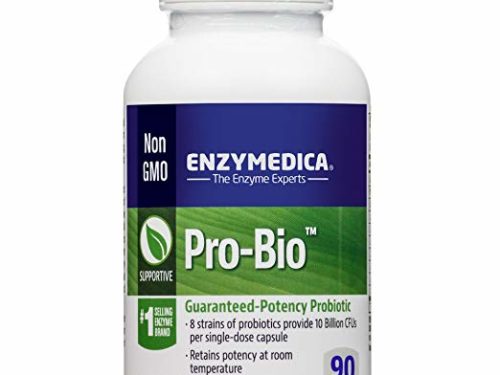 Non
GMO
ENZYMEDICA®
The Enzyme Experts
SUPPORTIVE
Pro-Bio™
#1 SELLING
ENZYME
BRAND
Guaranteed-Potency Probiotic
• 8 strains of probiotics provide 10 Billion CFUs
per single-dose capsule
• Retains potency at room
temperature
90